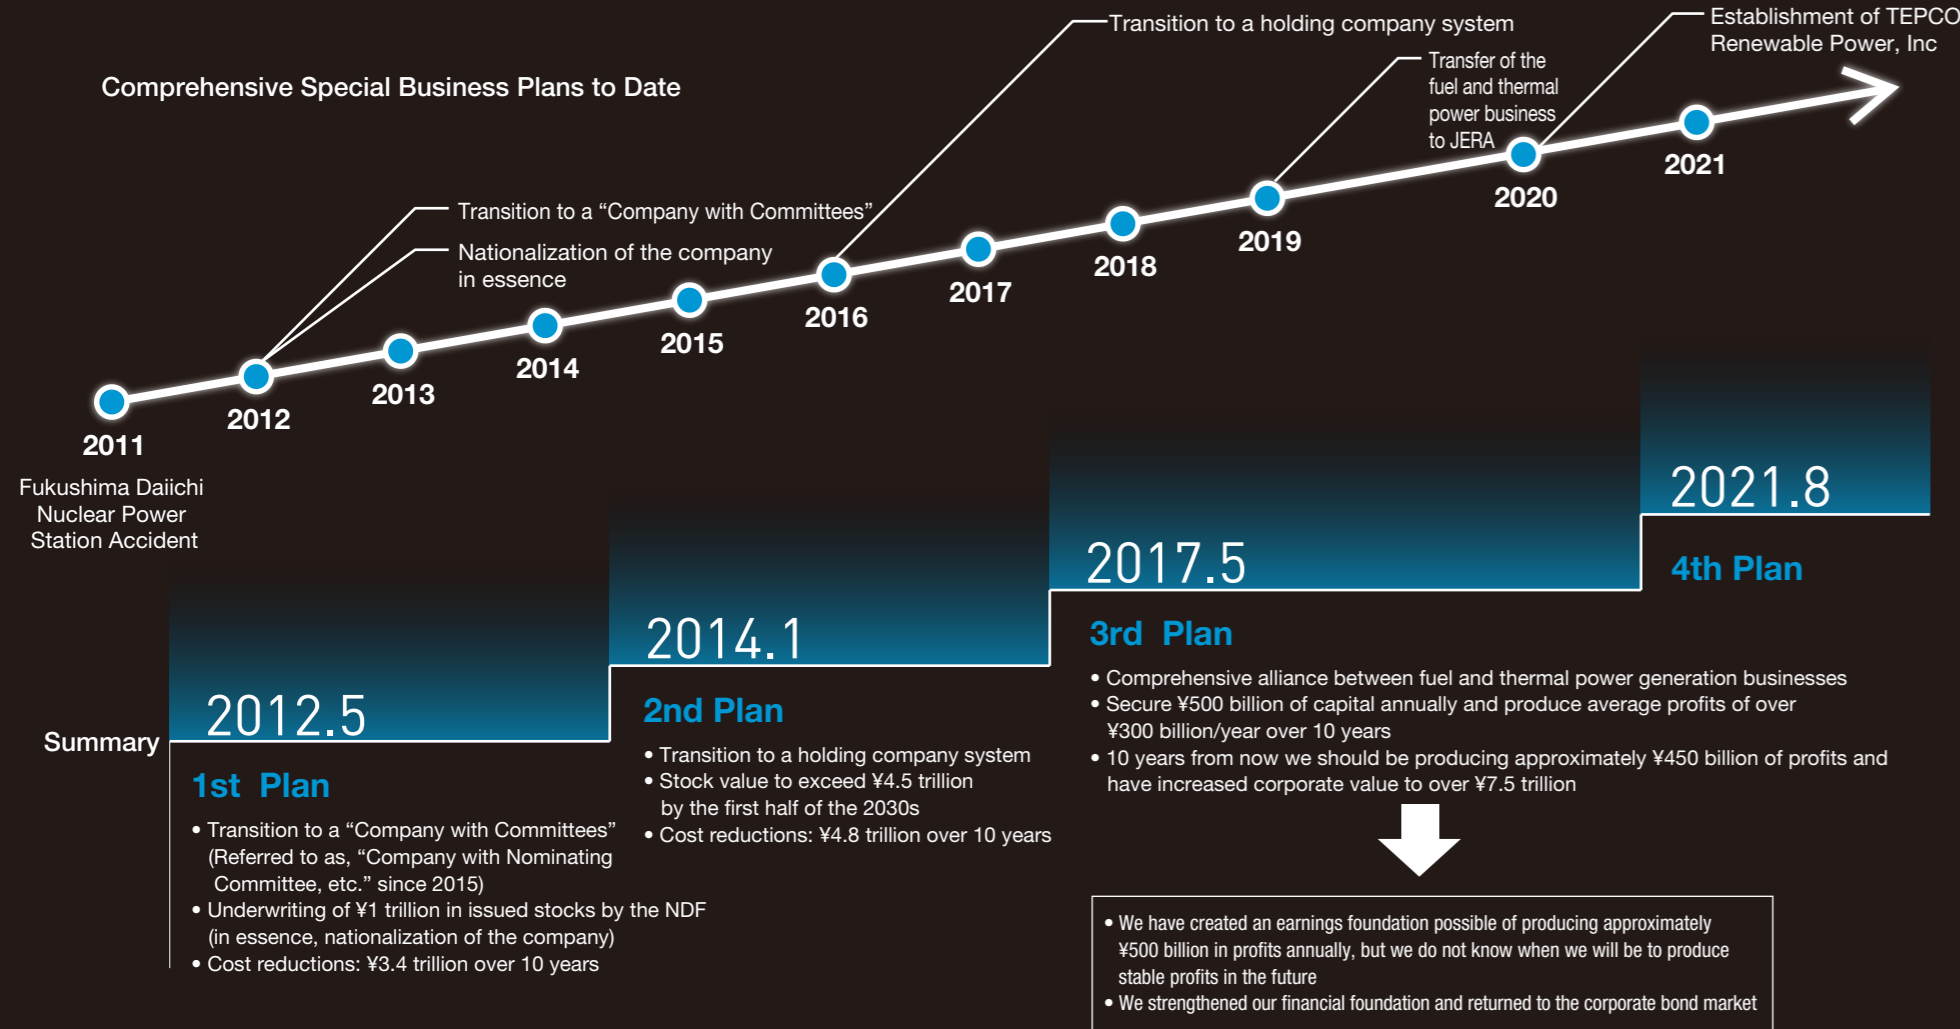 Comprehensive Special Business Plans to Date
Transition to a holding company system
Establishment of TEPCO
Renewable Power, Inc
Transfer of the
fuel and thermal
power business
to JERA
Transition to a “Company with Committees”
Nationalization of the company
in essence
2011
2012
2013
2014
2015
2016
2017
2018
2019
2020
2021
Fukushima Daiichi
Nuclear Power
Station Accident
Summary
2012.5
1st Plan
• Transition to a “Company with Committees”
(Referred to as, “Company with Nominating
Committee, etc.” since 2015)
• Underwriting of ¥1 trillion in issued stocks by the NDF
(in essence, nationalization of the company)
• Cost reductions: ¥3.4 trillion over 10 years
2014.1
2nd Plan
• Transition to a holding company system
• Stock value to exceed ¥4.5 trillion
by the first half of the 2030s
• Cost reductions: ¥4.8 trillion over 10 years
2017.5
3rd Plan
• Comprehensive alliance between fuel and thermal power generation businesses
• Secure ¥500 billion of capital annually and produce average profits of over
¥300 billion/year over 10 years
• 10 years from now we should be producing approximately ¥450 billion of profits and
have increased corporate value to over ¥7.5 trillion
• We have created an earnings foundation possible of producing approximately
¥500 billion in profits annually, but we do not know when we will be to produce
stable profits in the future
• We strengthened our financial foundation and returned to the corporate bond market
2021.8
4th Plan